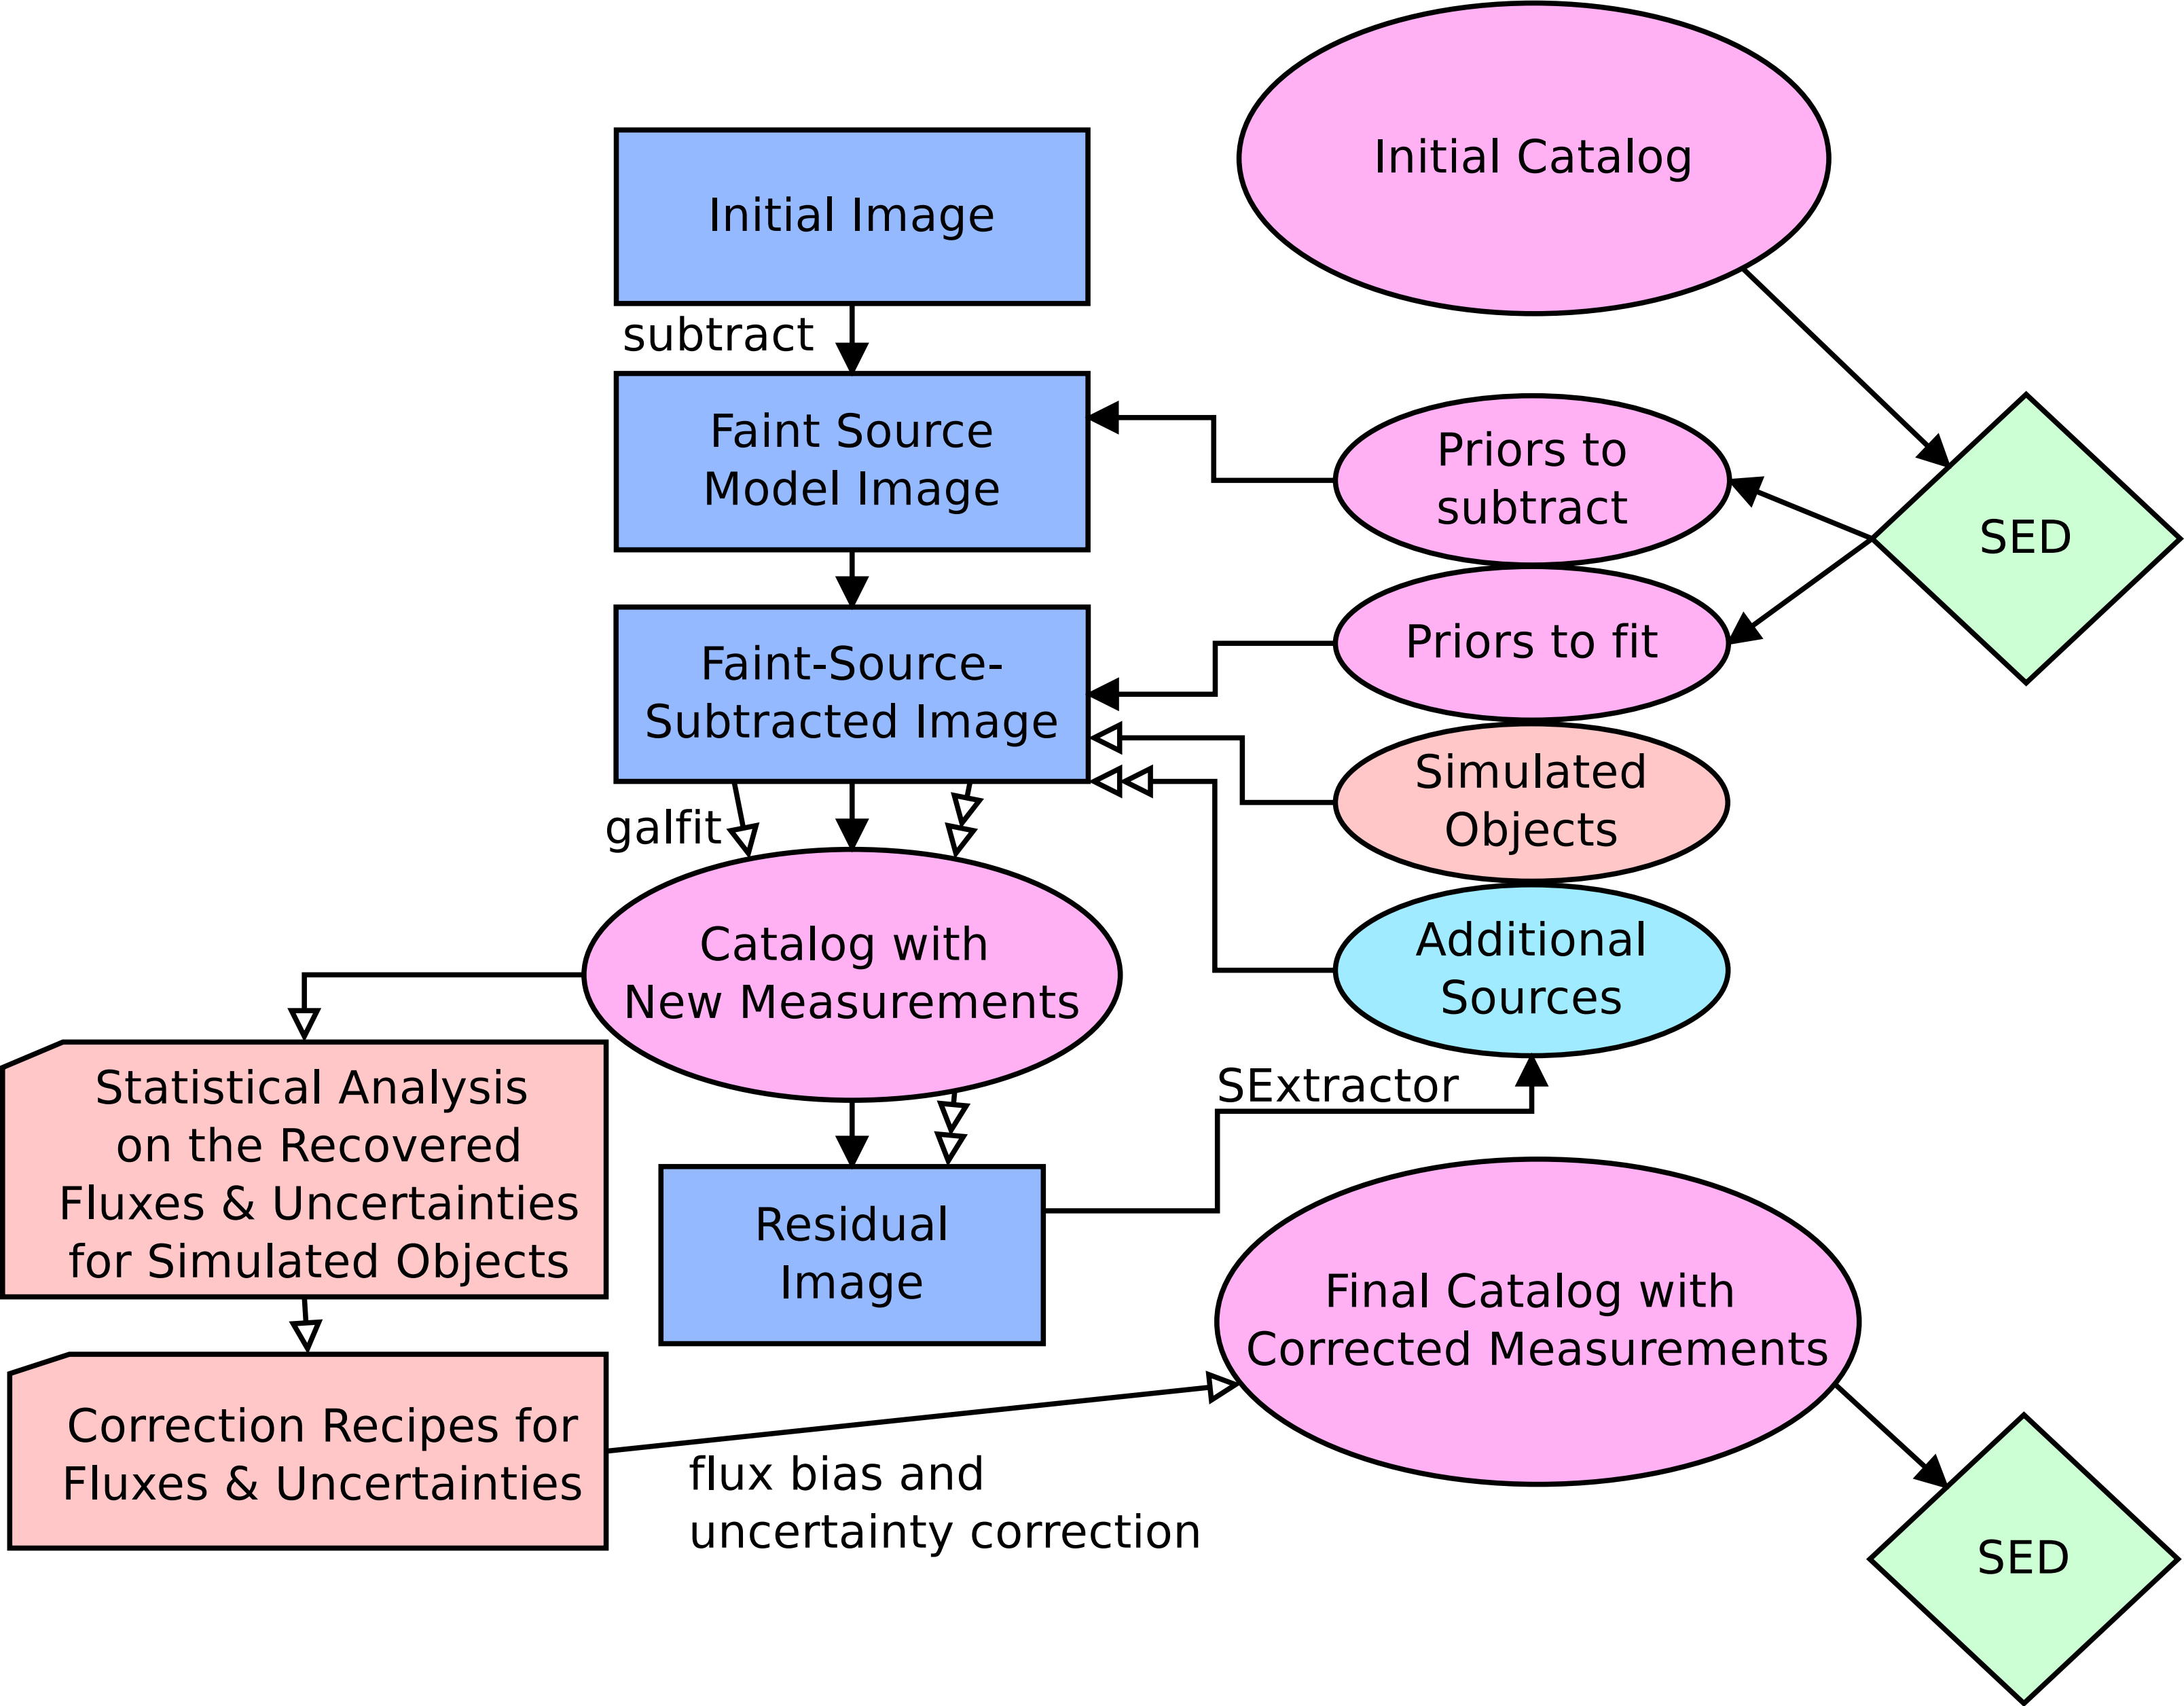 Initial Catalog
Initial Image
subtract
Faint Source
Model Image
Priors to
subtract
SED
Faint-Source-
Subtracted Image
Priors to fit
Simulated
Objects
galfit
Catalog with
New Measurements
Additional
Sources
SExtractor
Statistical Analysis
on the Recovered
Fluxes & Uncertainties
for Simulated Objects
Residual
Image
Final Catalog with
Corrected Measurements
Correction Recipes for
Fluxes & Uncertainties
flux bias and
uncertainty correction
SED